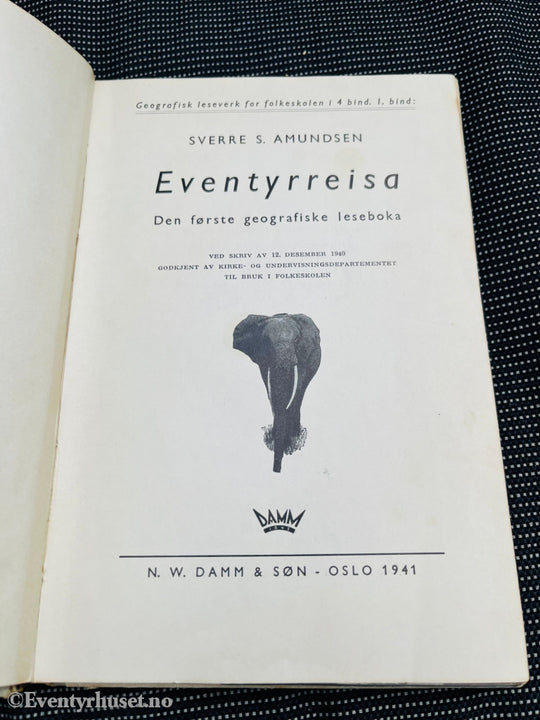 Geografisk leseverk for folkeskolen i 4 bind. 1. bind:
SVERRE S. AMUNDSEN
Eventyrreisa
Den første geografiske leseboka
VED SKRIV AV 12. DESEMBER 1940
GODKJENT AV KIRKE- OG UNDERVISNINGSDEPARTEMENTET
TIL BRUK I FOLKESKOLEN
DAMM
1843
N. W. DAMM & SØN - OSLO 1941
©Eventyrhuset.no